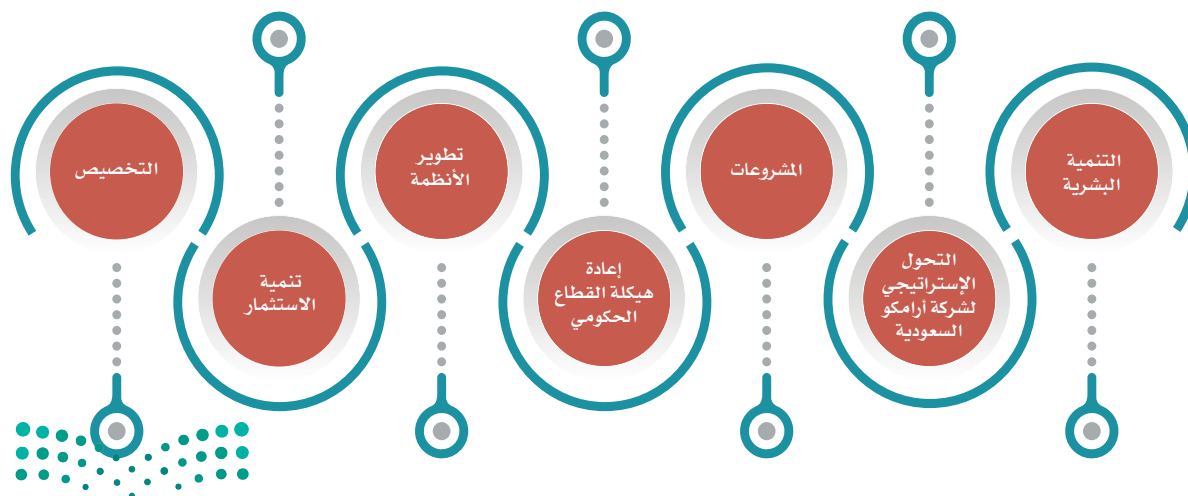 التنمية
البشرية
التحول
الإستراتيجي
لشركة أرامكو
السعودية
المشروعات
إعادة
هيكلة القطاع
الحكومي
تطوير
الأنظمة
تنمية
الاستثمار
التخصيص